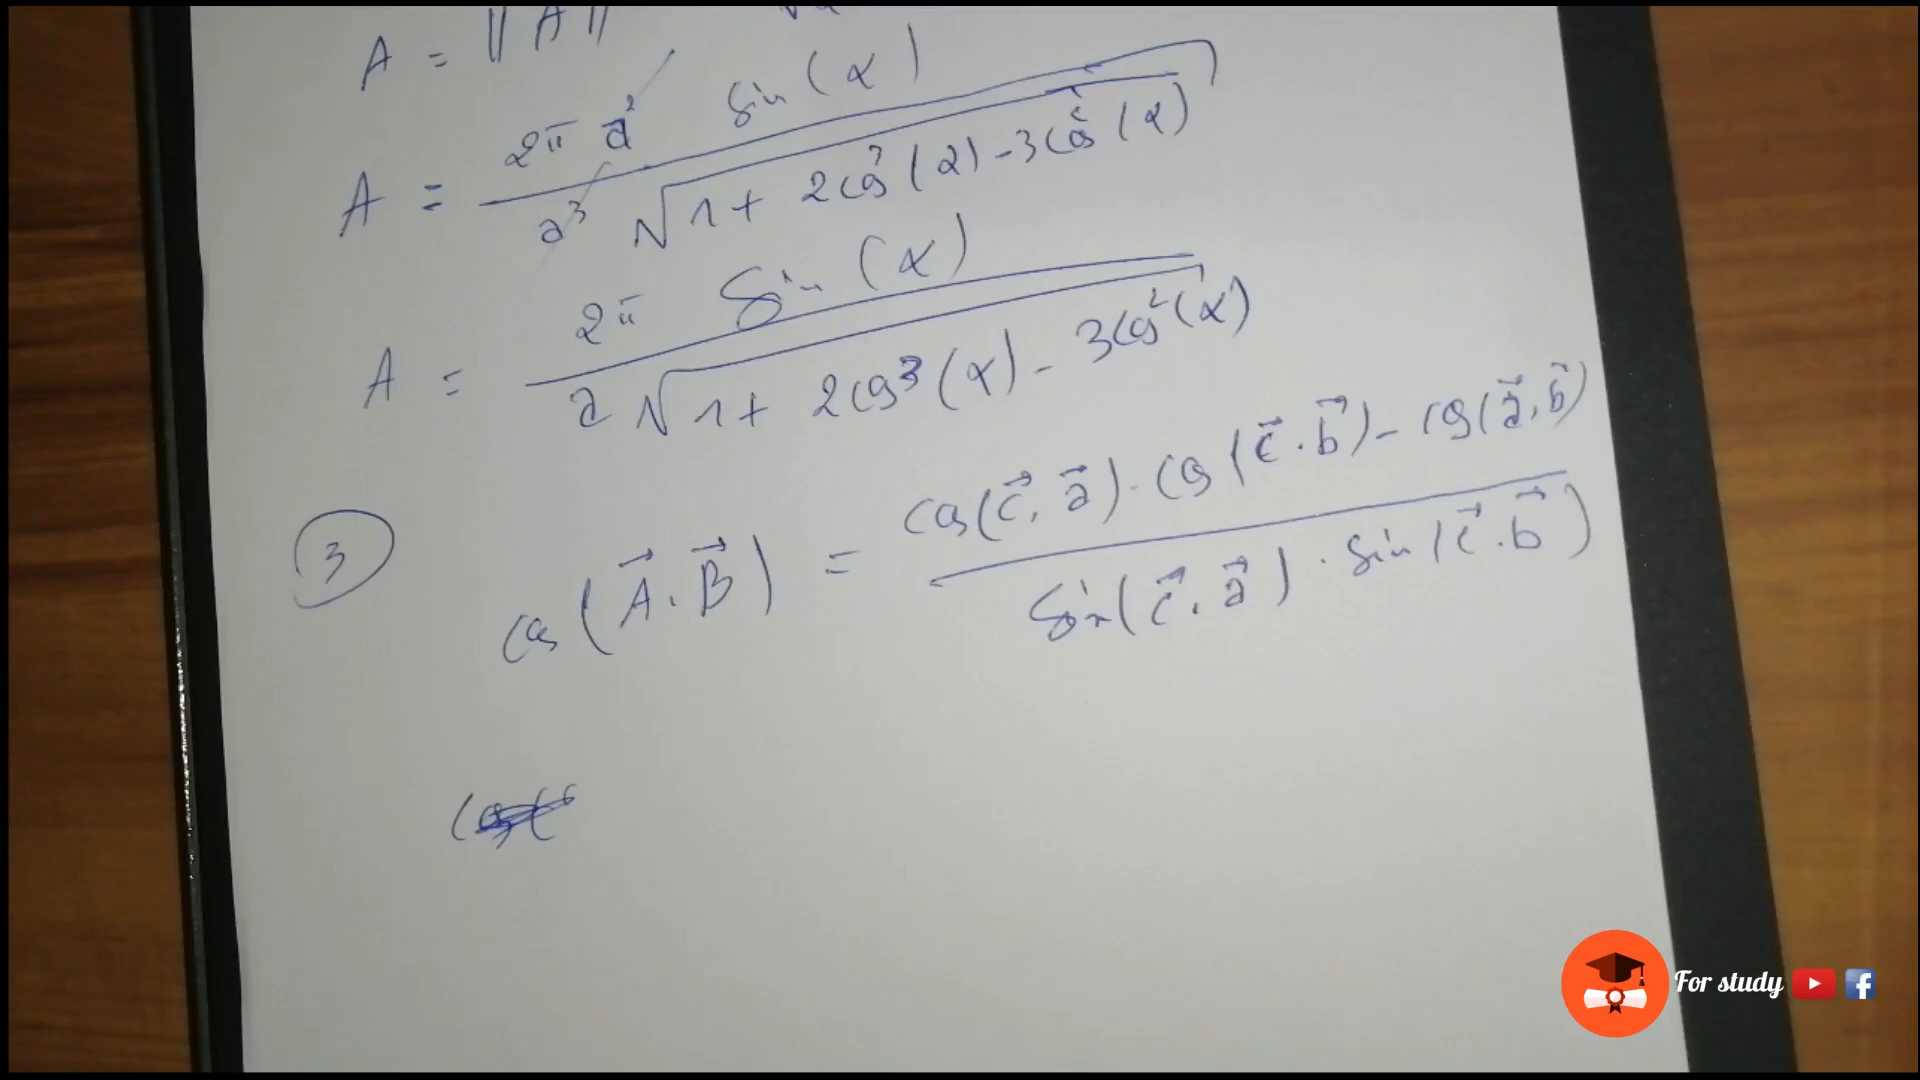 A = ||A||
A = 2π a² sin(α) / a³ √1 + 2cos³(α) - 3cos²(α)
A = 2π sin(α) / a √1 + 2cos³(α) - 3cos²(α)
3
cos(A⃗.B⃗) = cos(c⃗,a⃗).cos(c⃗.b⃗) - cos(a⃗,b⃗) / sin(c⃗,a⃗).sin(c⃗.b⃗)
For study